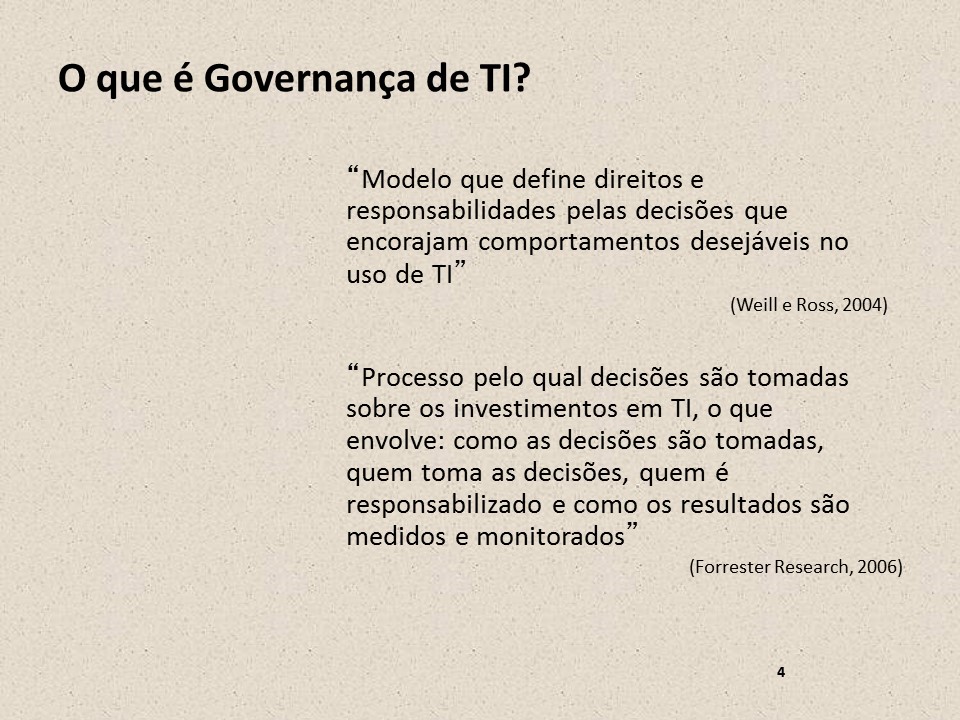 O que é Governança de TI?
“Modelo que define direitos e
responsabilidades pelas decisões que
encorajam comportamentos desejáveis no
uso de TI”
(Weill e Ross, 2004)
“Processo pelo qual decisões são tomadas
sobre os investimentos em TI, o que
envolve: como as decisões são tomadas,
quem toma as decisões, quem é
responsabilizado e como os resultados são
medidos e monitorados”
(Forrester Research, 2006)
4